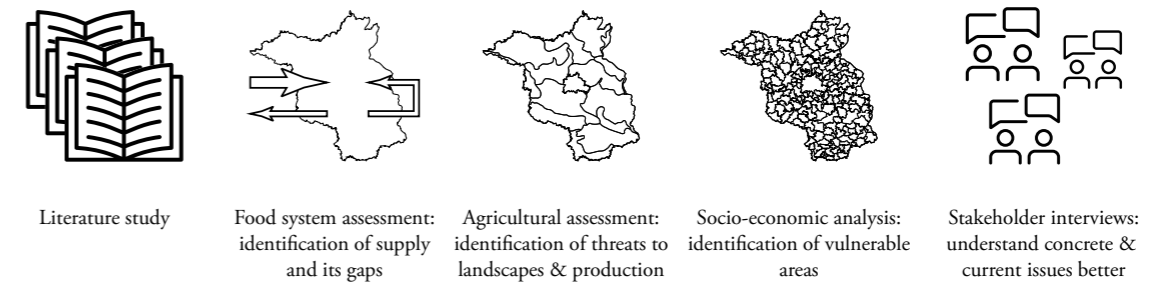 Literature study
Food system assessment:
identification of supply
and its gaps
Agricultural assessment:
identification of threats to
landscapes & production
Socio-economic analysis:
identification of vulnerable
areas
Stakeholder interviews:
understand concrete &
current issues better